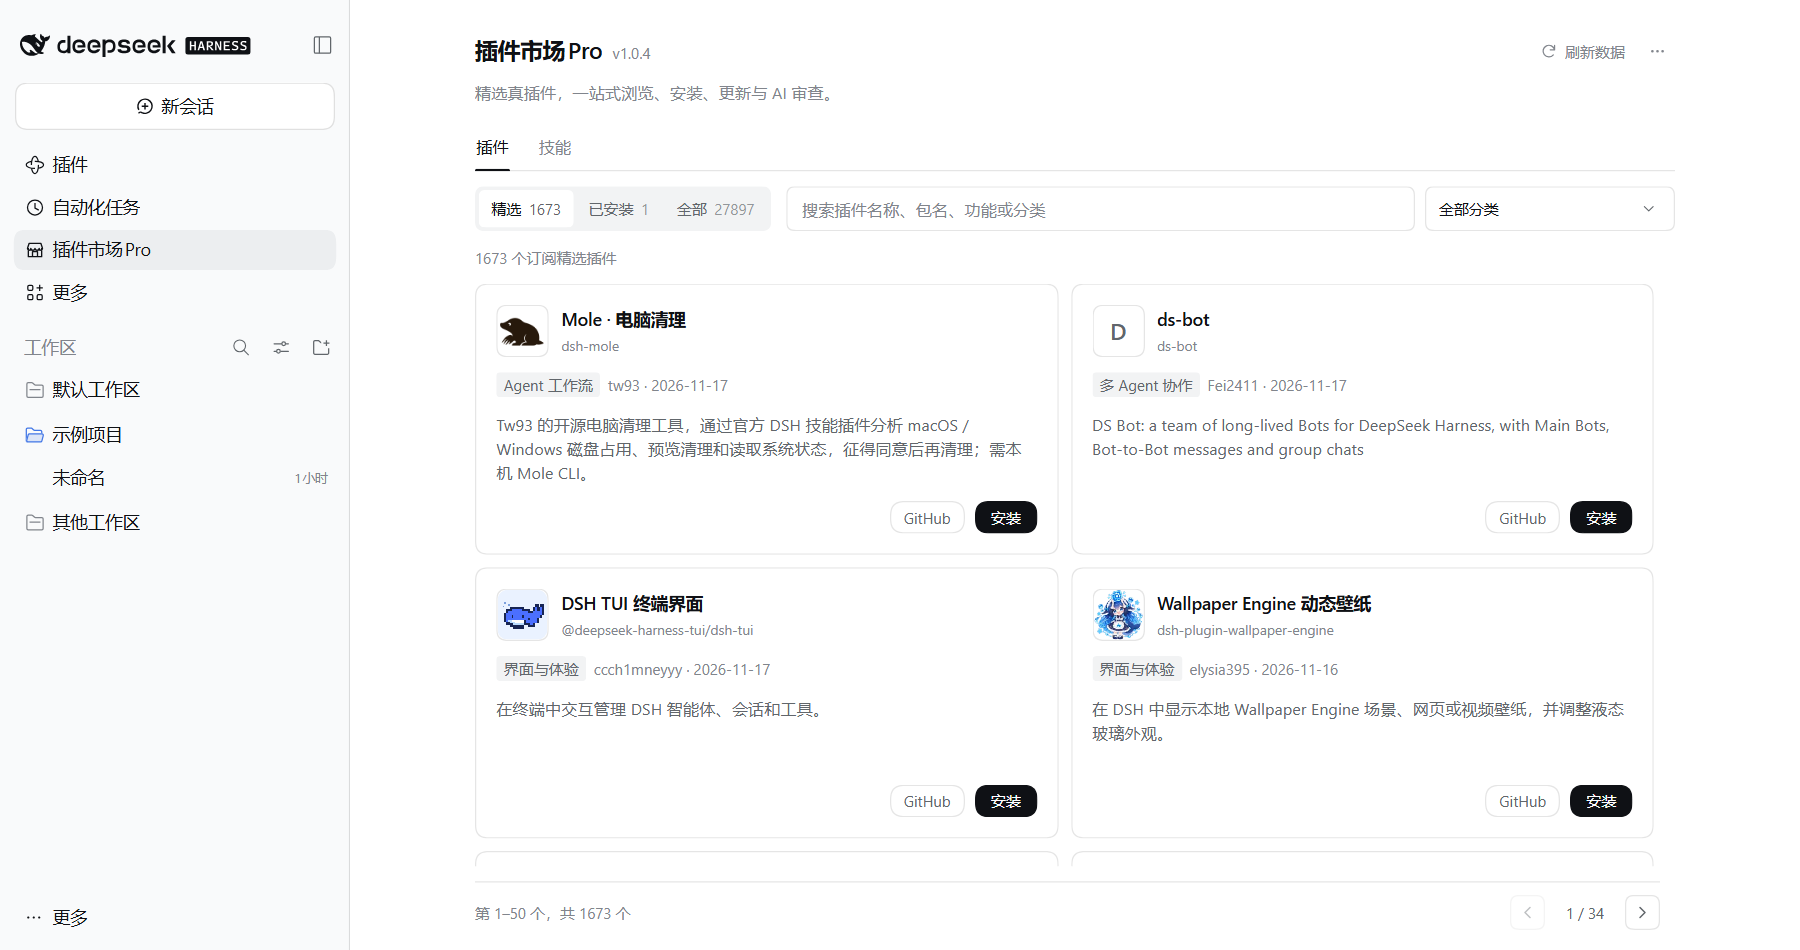 deepseek HARNESS
新会话
插件
自动化任务
插件市场Pro
更多
工作区
默认工作区
示例项目
未命名 1小时
其他工作区
更多
插件市场Pro v1.0.4
刷新数据
精选真插件，一站式浏览、安装、更新与 AI 审查。
插件 技能
精选 1673 已安装 1 全部 27897
搜索插件名称、包名、功能或分类
全部分类
1673 个订阅精选插件
Mole · 电脑清理
dsh-mole
Agent 工作流 tw93 · 2026-11-17
Tw93 的开源电脑清理工具，通过官方 DSH 技能插件分析 macOS /
Windows 磁盘占用、预览清理和读取系统状态，征得同意后再清理；需本
机 Mole CLI。
GitHub 安装
D
ds-bot
ds-bot
多 Agent 协作 Fei2411 · 2026-11-17
DS Bot: a team of long-lived Bots for DeepSeek Harness, with Main Bots,
Bot-to-Bot messages and group chats
GitHub 安装
DSH TUI 终端界面
@deepseek-harness-tui/dsh-tui
界面与体验 ccch1mneyyy · 2026-11-17
在终端中交互管理 DSH 智能体、会话和工具。
GitHub 安装
Wallpaper Engine 动态壁纸
dsh-plugin-wallpaper-engine
界面与体验 elysia395 · 2026-11-16
在 DSH 中显示本地 Wallpaper Engine 场景、网页或视频壁纸，并调整液态
玻璃外观。
GitHub 安装
第 1–50 个，共 1673 个
1 / 34